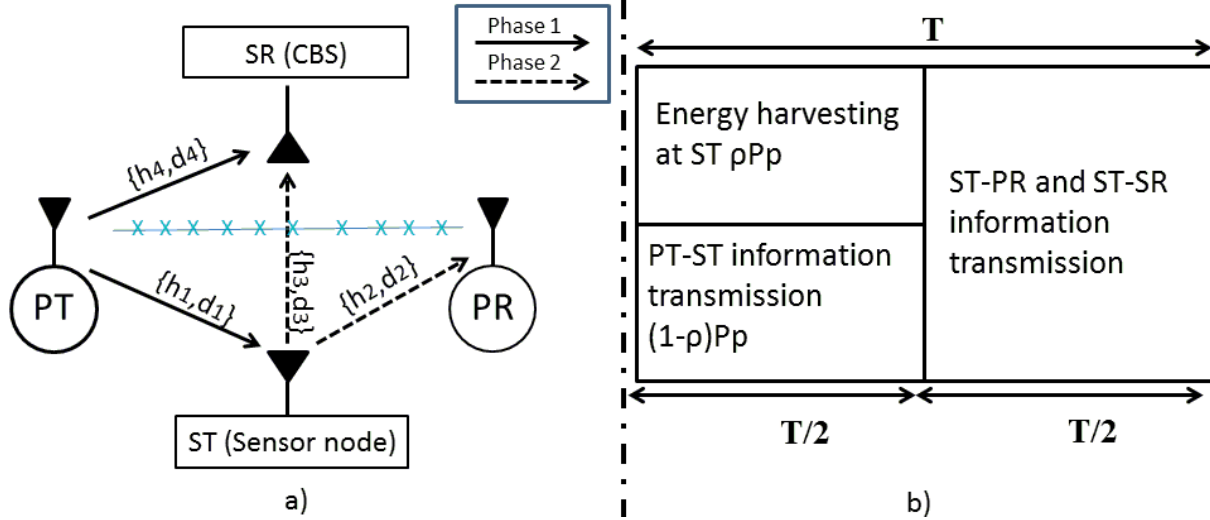 SR (CBS)
Phase 1
Phase 2
{h4,d4}
X X X X X X X X X X
PT
{h1,d1}
{h3,d3}
{h2,d2}
PR
ST (Sensor node)
a)
T
Energy harvesting
at ST ρPp
PT-ST information
transmission
(1-ρ)Pp
ST-PR and ST-SR
information
transmission
T/2
T/2
b)